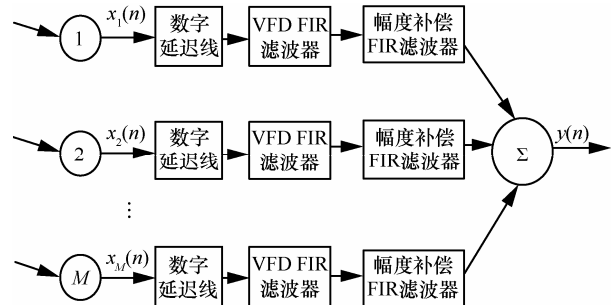 1
x₁(n)
数字
延迟线
VFD FIR
滤波器
幅度补偿
FIR滤波器
2
x₂(n)
数字
延迟线
VFD FIR
滤波器
幅度补偿
FIR滤波器
Σ
y(n)
⋮
M
x_M(n)
数字
延迟线
VFD FIR
滤波器
幅度补偿
FIR滤波器